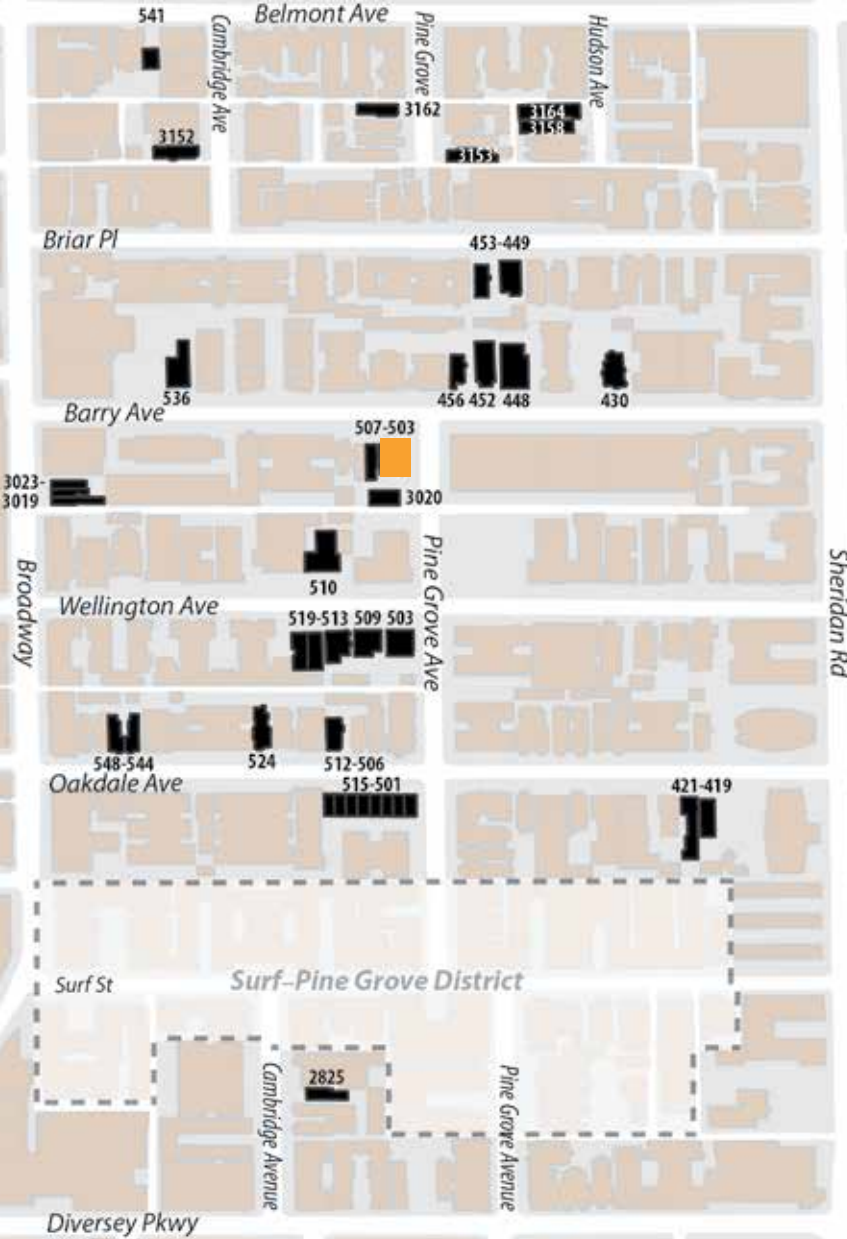 541
Belmont Ave
Cambridge Ave
Pine Grove
Hudson Ave
3162
3164
3158
3152
3153
Briar Pl
453-449
536
456
452
448
430
Barry Ave
507-503
3023-
3019
3020
510
Pine Grove Ave
Broadway
Sheridan Rd
Wellington Ave
519-513
509
503
548-544
524
512-506
Oakdale Ave
515-501
421-419
Surf St
Surf–Pine Grove District
2825
Cambridge Avenue
Pine Grove Avenue
Diversey Pkwy